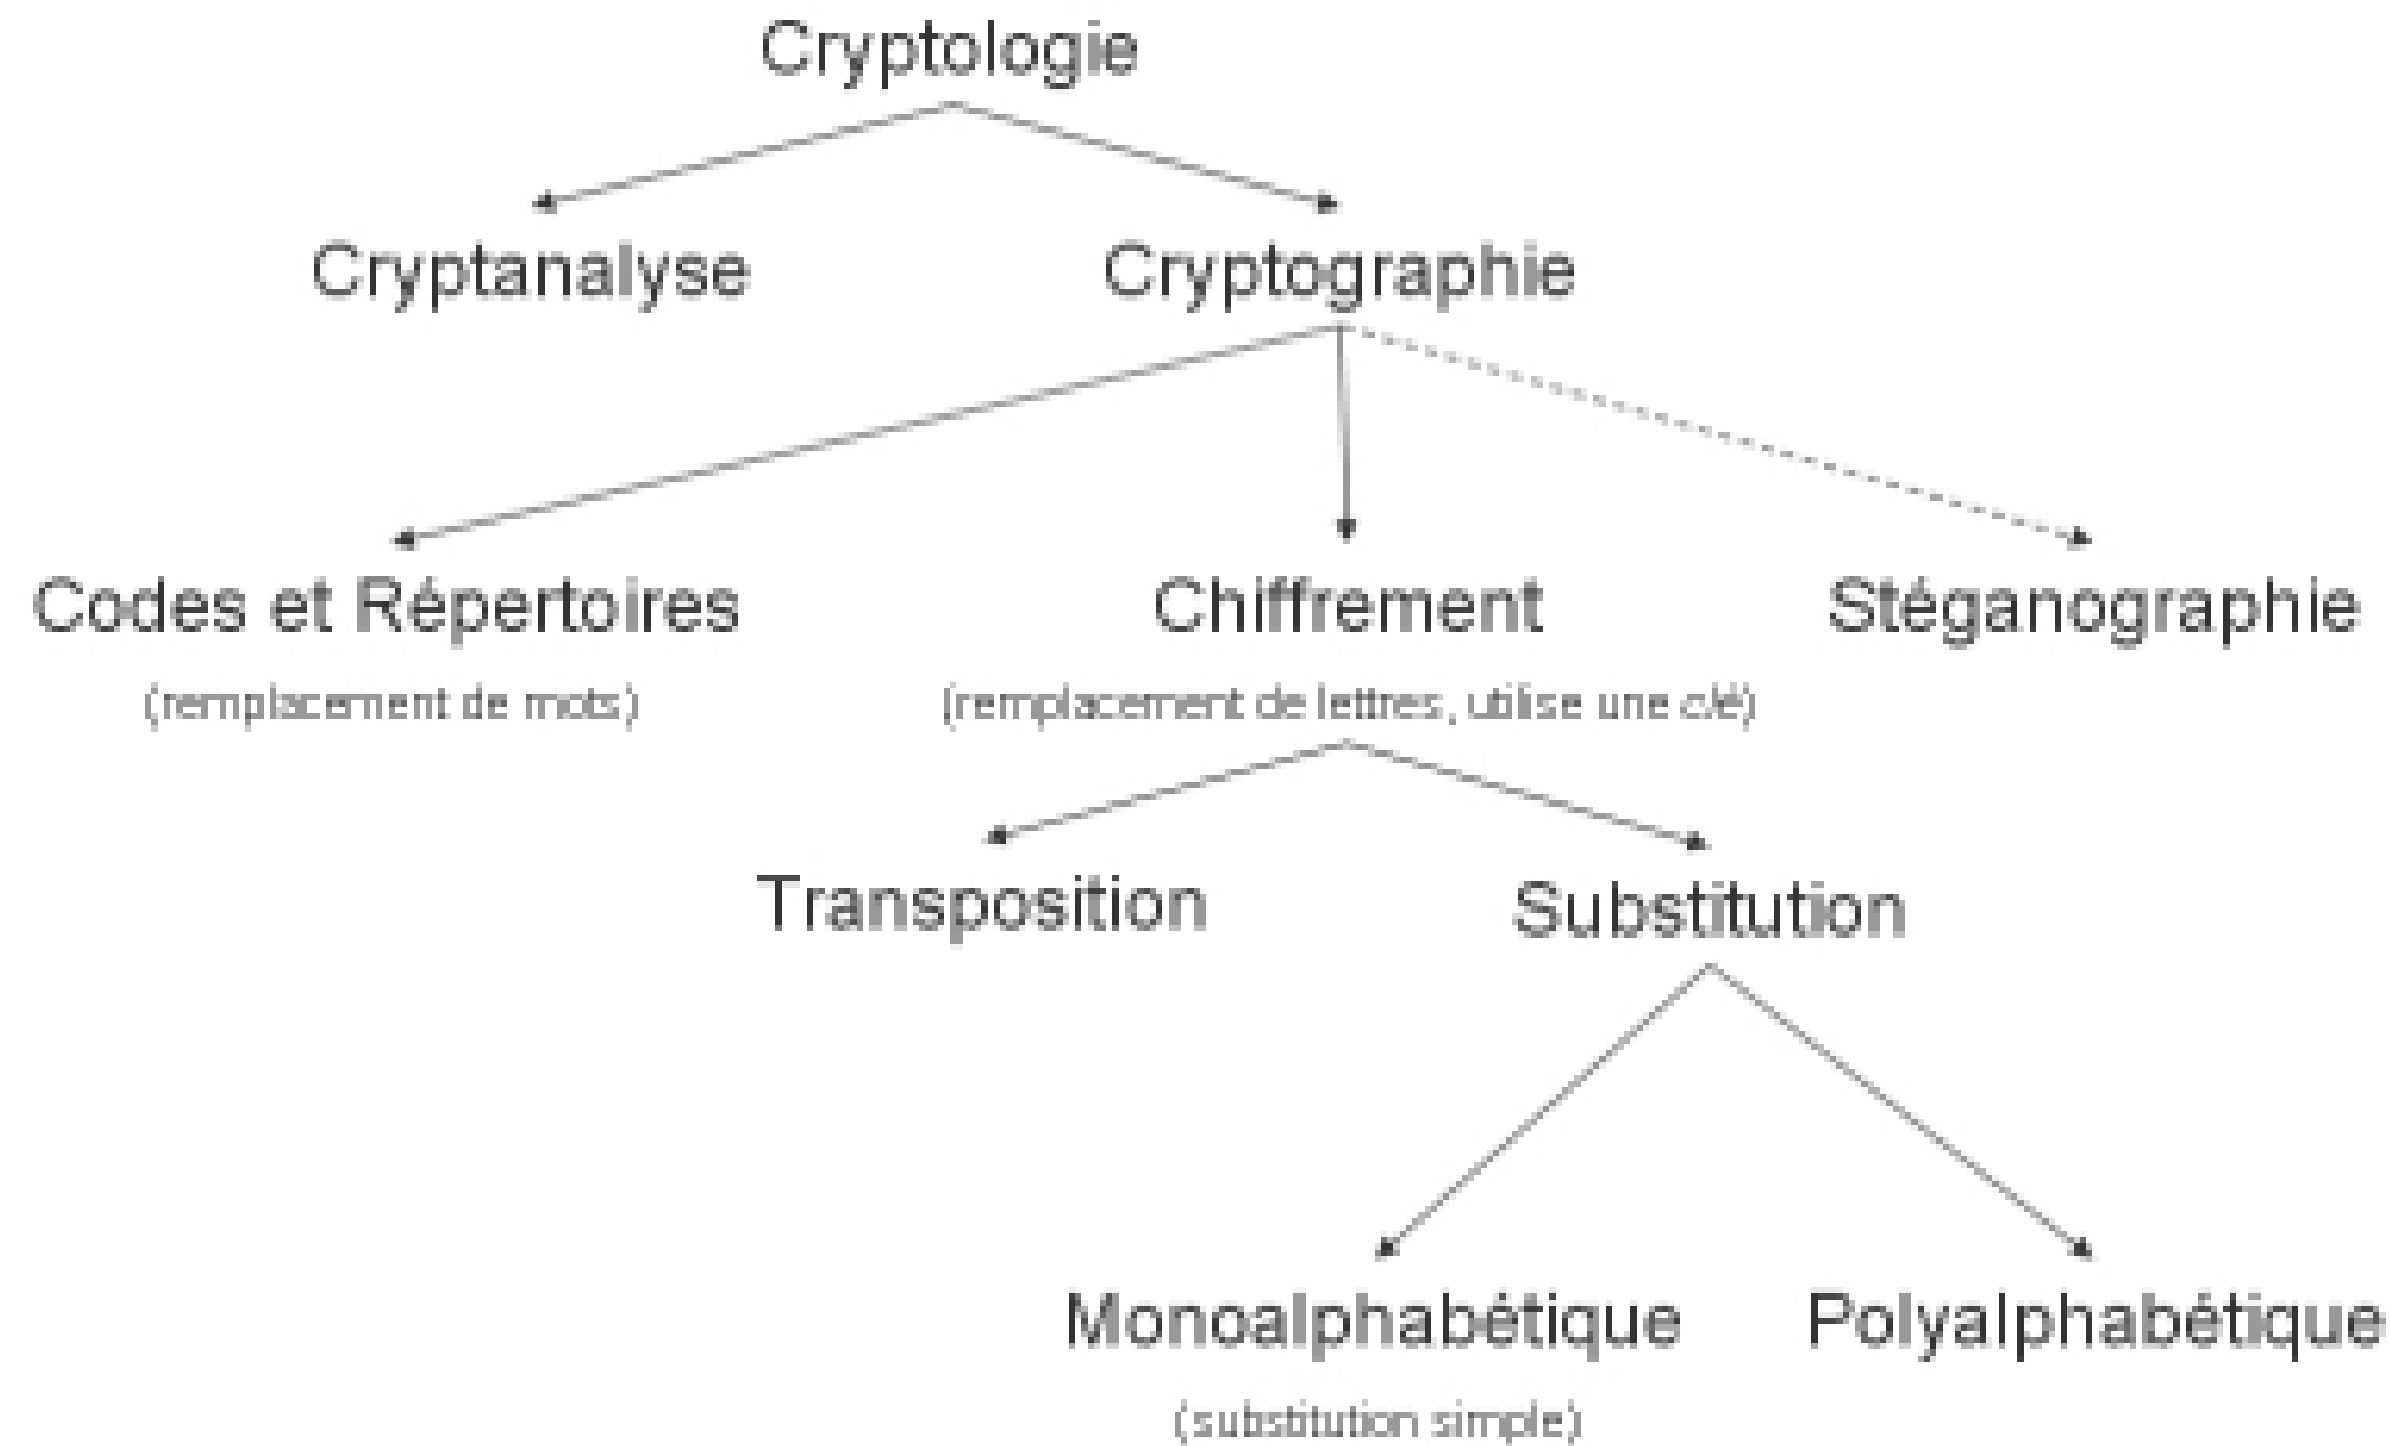 Cryptologie
Cryptanalyse
Cryptographie
Codes et Répertoires
Chiffrement
Stéganographie
(remplacement de mots)
(remplacement de lettres, utilise une clé)
Transposition
Substitution
Monoalphabétique
Polyalphabétique
(substitution simple)